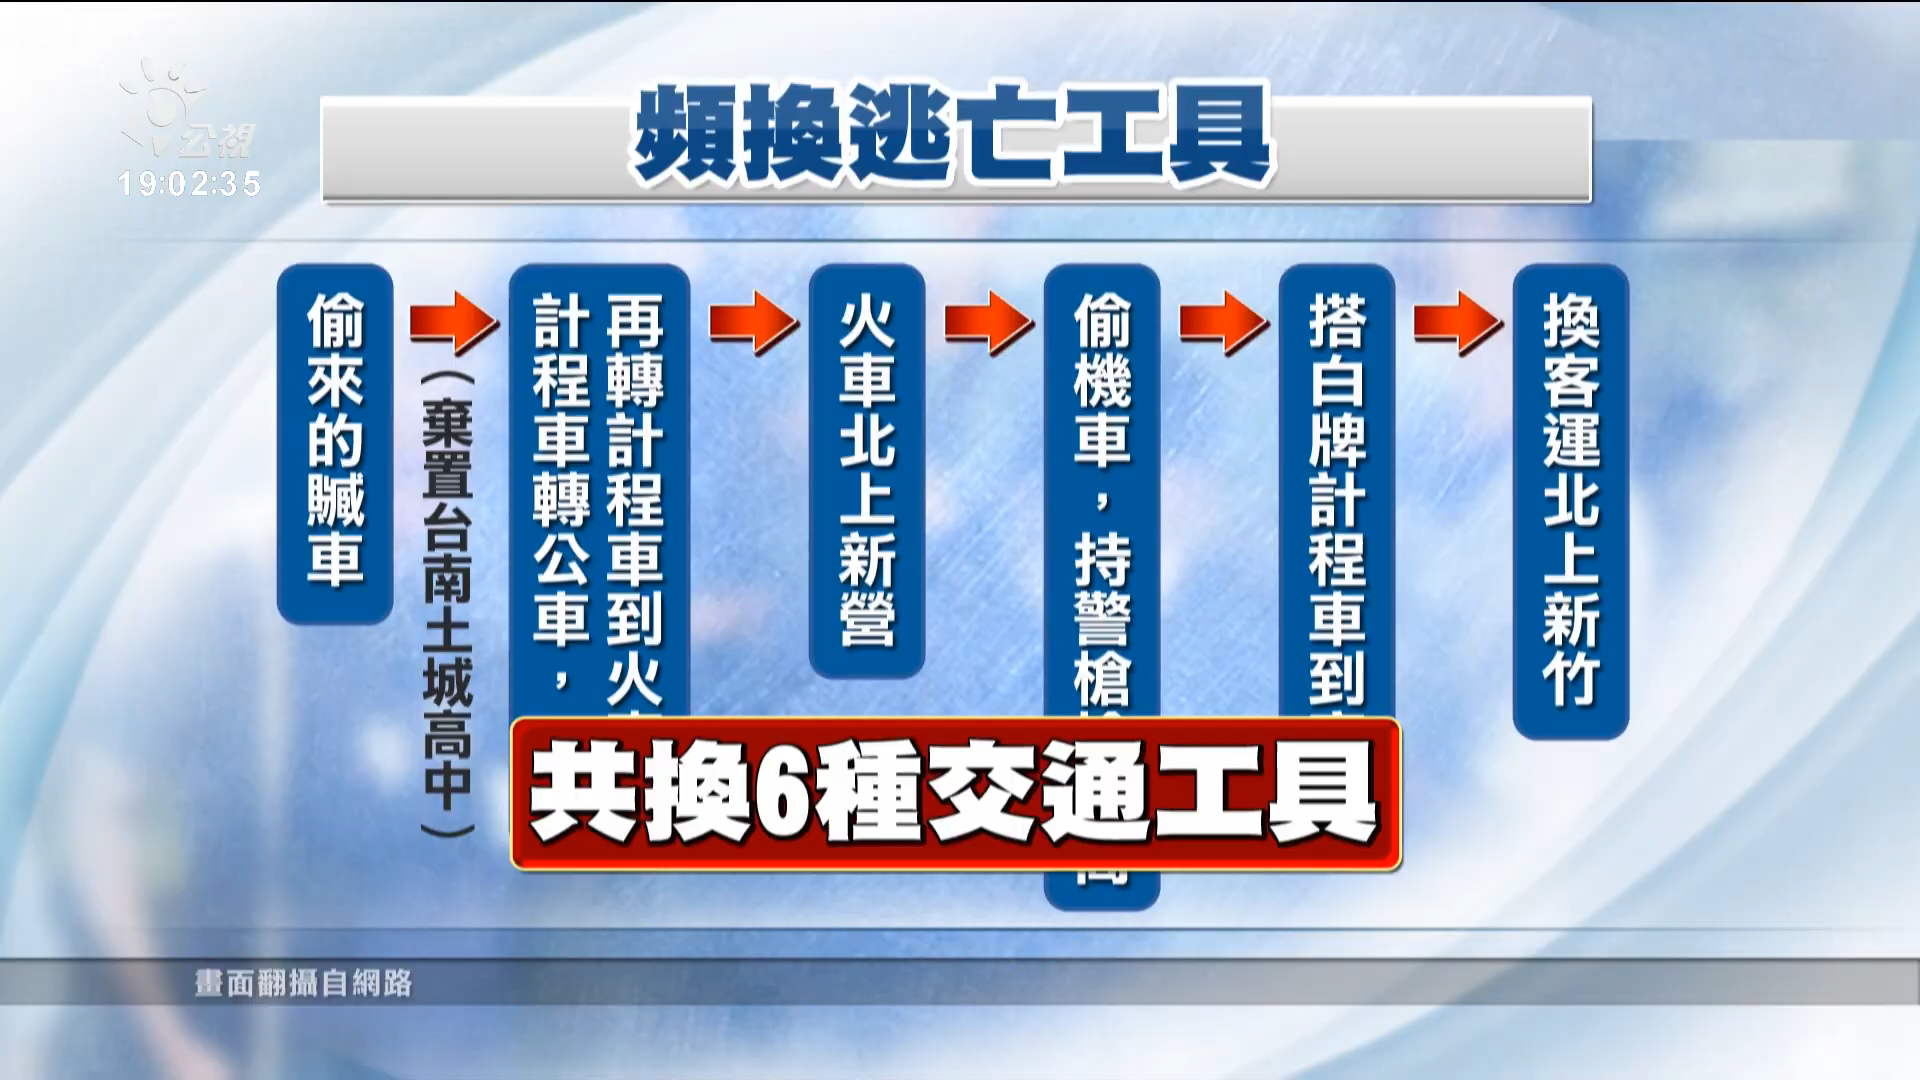 公視
19:02:35
頻換逃亡工具
偷來的贓車
（棄置台南土城高中）
再轉計程車到火
計程車轉公車，
火車北上新營
偷機車，持警槍
搭白牌計程車到
換客運北上新竹
共換6種交通工具
畫面翻攝自網路